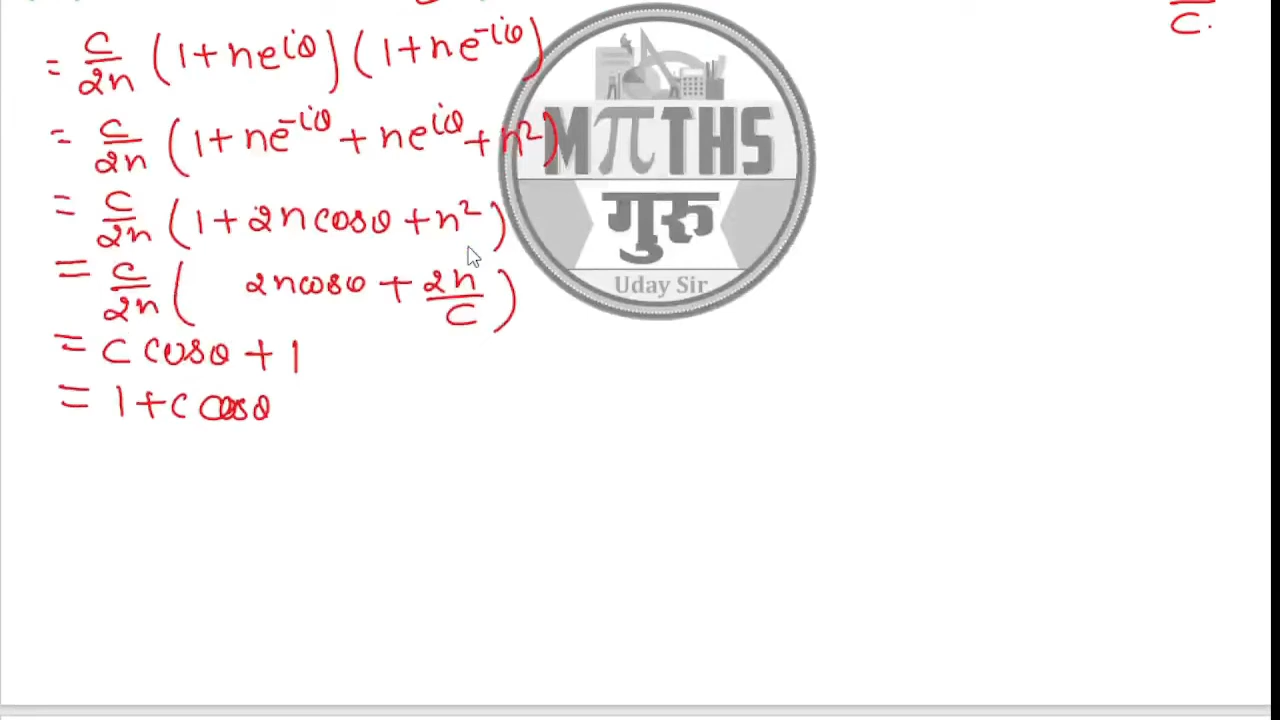 C.
= c/2n (1+ne^iθ)(1+ne^-iθ)
= c/2n (1+ne^-iθ + ne^iθ + n²)
= c/2n (1+2n cosθ + n²)
= c/2n ( 2n cosθ + 2n/c )
= c cosθ + 1
= 1+c cosθ
MπTHS
गुरु
Uday Sir